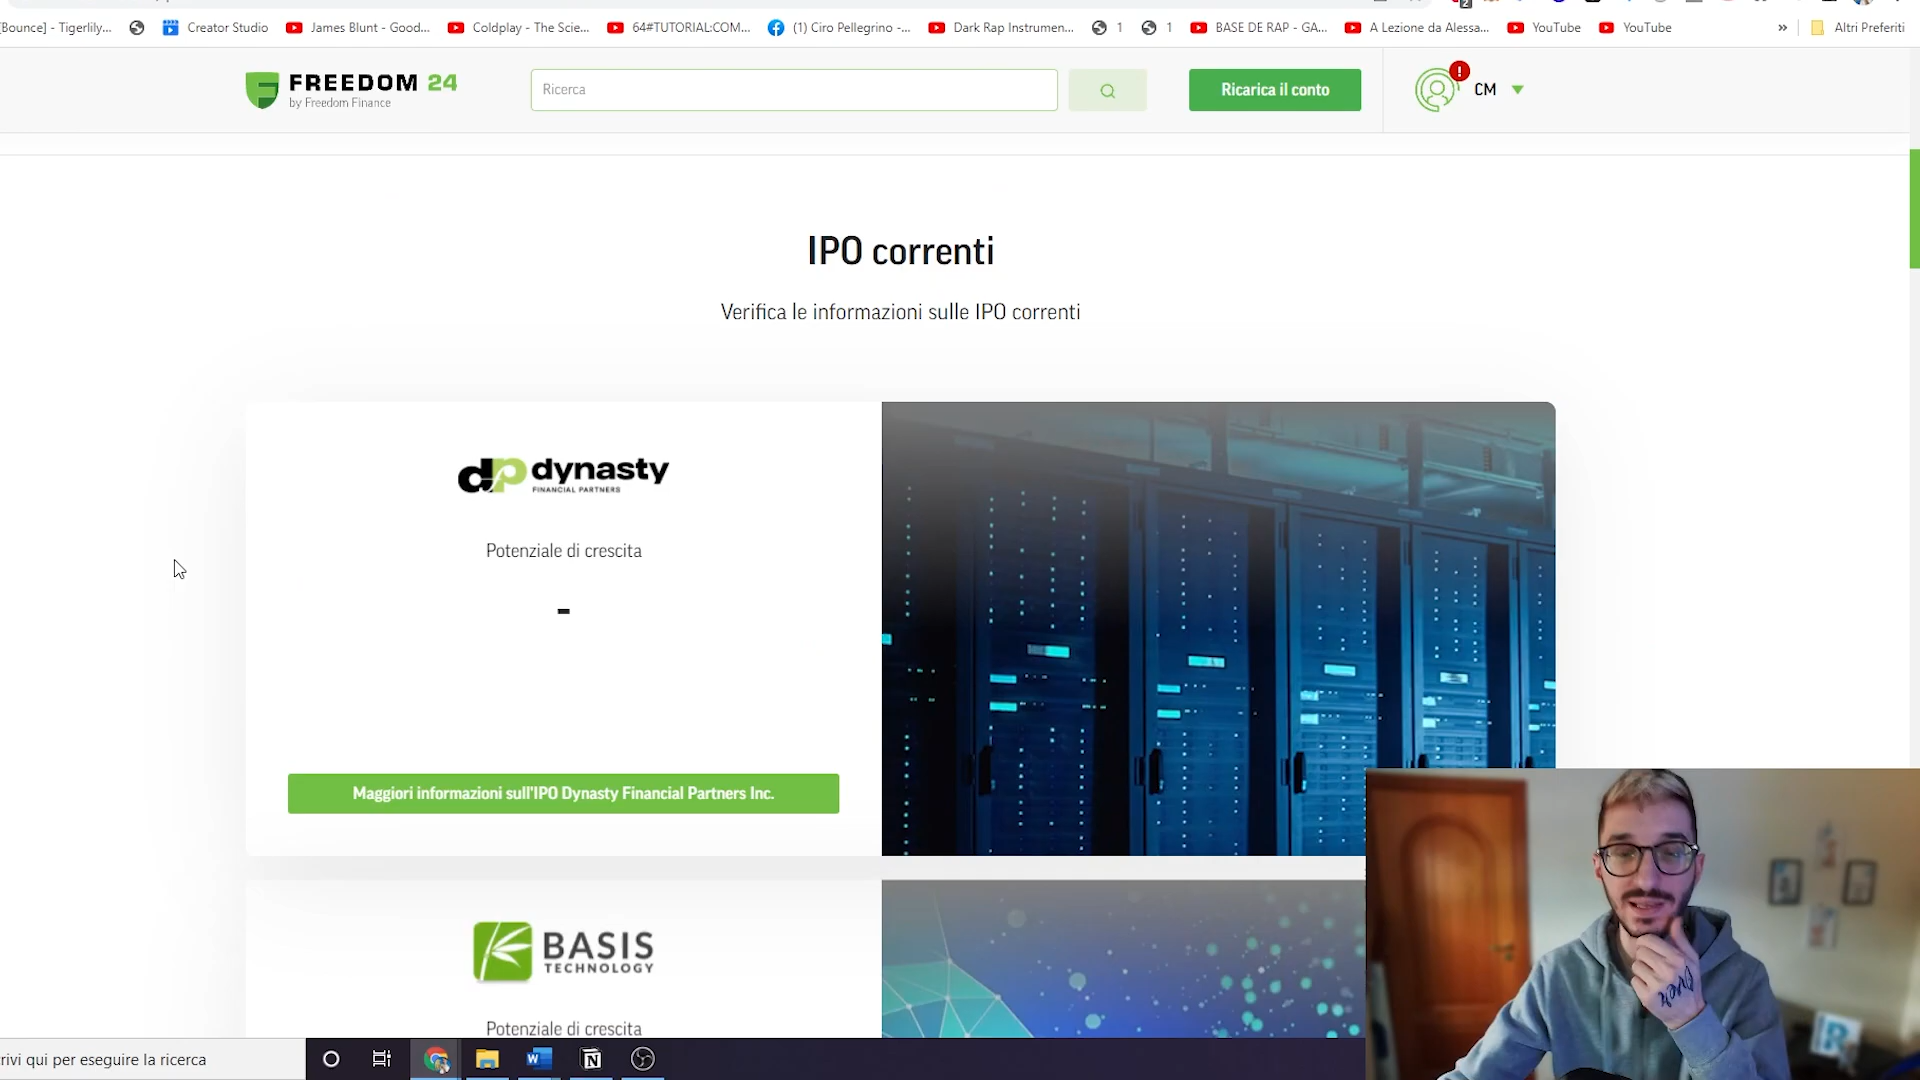 [Bounce] - Tigerlily...
Creator Studio
James Blunt - Good...
Coldplay - The Scie...
64#TUTORIAL:COM...
(1) Ciro Pellegrino -...
Dark Rap Instrumen...
1
1
BASE DE RAP - GA...
A Lezione da Alessa...
YouTube
YouTube
»
Altri Preferiti
FREEDOM 24
by Freedom Finance
Ricerca
Ricarica il conto
CM
IPO correnti
Verifica le informazioni sulle IPO correnti
dp dynasty
FINANCIAL PARTNERS
Potenziale di crescita
-
Maggiori informazioni sull'IPO Dynasty Financial Partners Inc.
BASIS
TECHNOLOGY
Potenziale di crescita
rivi qui per eseguire la ricerca